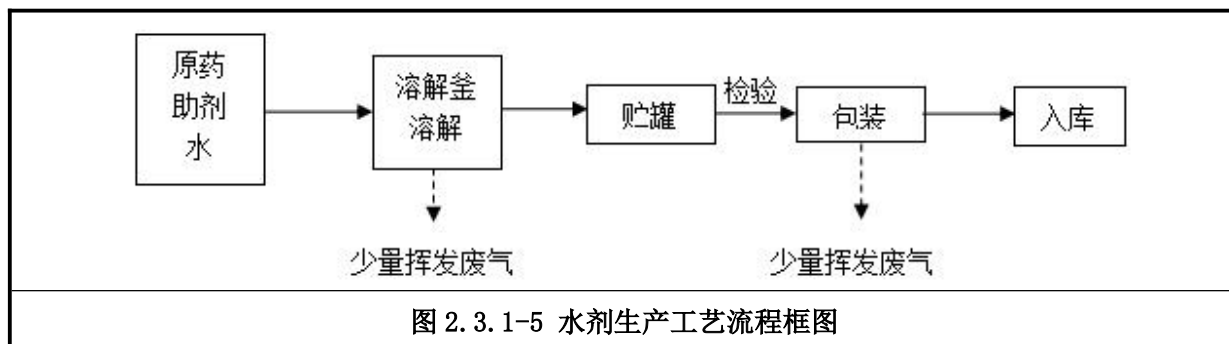 原药
助剂
水
溶解釜
溶解
贮罐
检验
包装
入库
少量挥发废气
少量挥发废气
图 2.3.1-5 水剂生产工艺流程框图